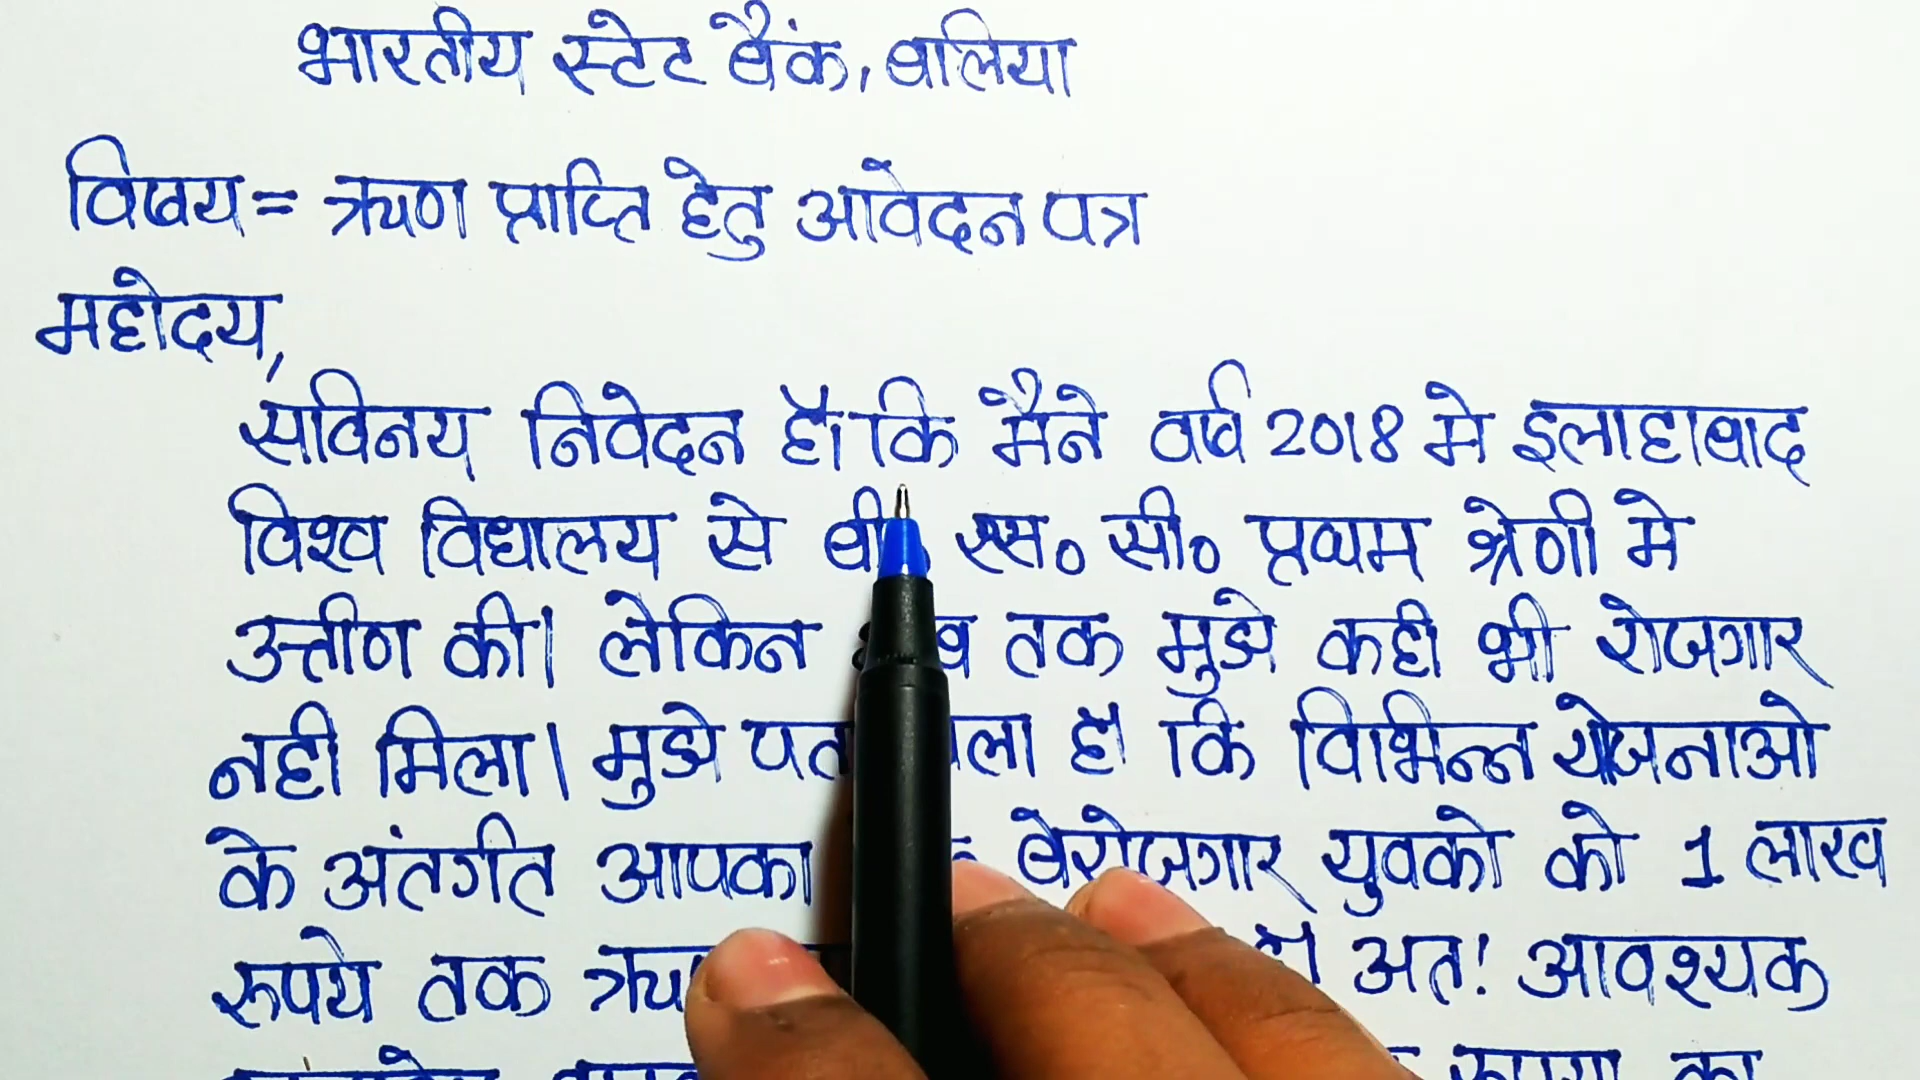 भारतीय स्टेट बैंक, बलिया
विषय = ऋण प्राप्ति हेतु आवेदन पत्र
महोदय,
सविनय निवेदन है। कि मैने वर्ष 2018 मे इलाहाबाद
विश्व विधालय से बी० एस० सी० प्रथम श्रेणी मे
उत्तीण की। लेकिन तक मुझे कही भी रोजगार
नही मिला। मुझे है कि विभिन्न योजनाओ
के अंतर्गत आपका बेरोजगार युवको को 1 लाख
रूपये तक अत! आवश्यक